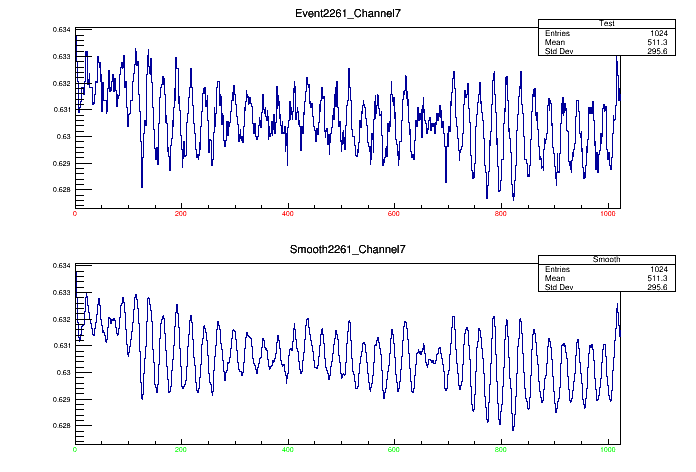 Event2261_Channel7
Test
Entries 1024
Mean 511.3
Std Dev 295.6
0.634
0.633
0.632
0.631
0.63
0.629
0.628
0 200 400 600 800 1000
Smooth2261_Channel7
Smooth
Entries 1024
Mean 511.3
Std Dev 295.6
0.634
0.633
0.632
0.631
0.63
0.629
0.628
0 200 400 600 800 1000